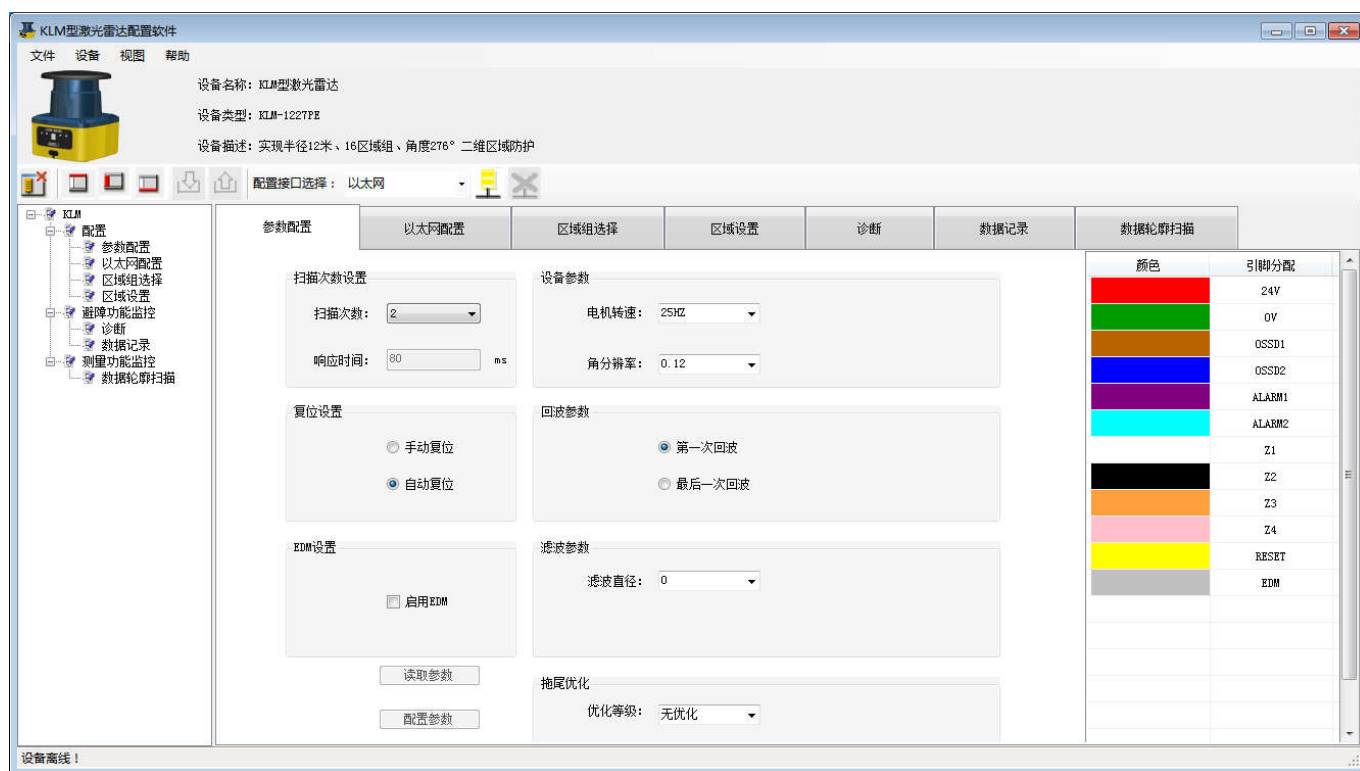 KLM型激光雷达配置软件
文件 设备 视图 帮助
设备名称：KLM型激光雷达
设备类型：KLM-1227PE
设备描述：实现半径12米、16区域组、角度276° 二维区域防护
配置接口选择： 以太网
KLM
配置
参数配置
以太网配置
区域组选择
区域设置
避障功能监控
诊断
数据记录
测量功能监控
数据轮廓扫描
参数配置 以太网配置 区域组选择 区域设置 诊断 数据记录 数据轮廓扫描
扫描次数设置
扫描次数： 2
响应时间： 80 ms
设备参数
电机转速： 25HZ
角分辨率： 0.12
复位设置
手动复位
自动复位
回波参数
第一次回波
最后一次回波
EDM设置
启用EDM
滤波参数
滤波直径： 0
读取参数
配置参数
拖尾优化
优化等级： 无优化
颜色 引脚分配
24V
0V
OSSD1
OSSD2
ALARM1
ALARM2
Z1
Z2
Z3
Z4
RESET
EDM
设备离线！